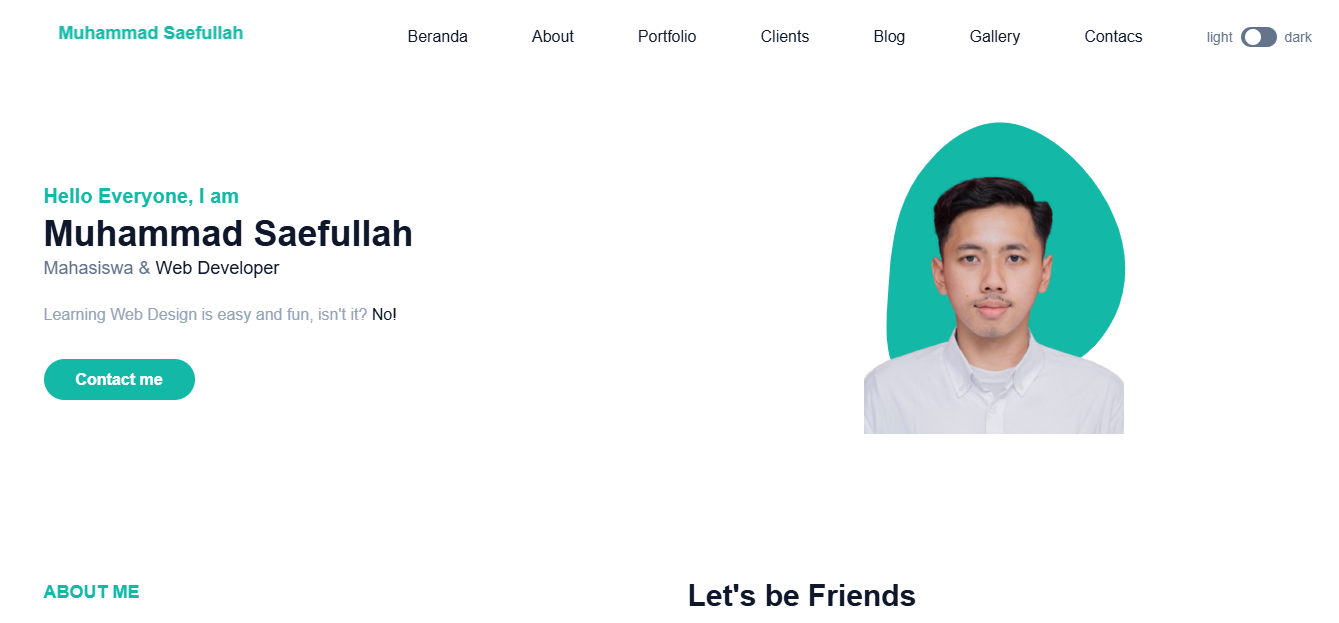 Muhammad Saefullah
Beranda About Portfolio Clients Blog Gallery Contacs light dark
Hello Everyone, I am
Muhammad Saefullah
Mahasiswa & Web Developer
Learning Web Design is easy and fun, isn't it? No!
Contact me
ABOUT ME
Let's be Friends